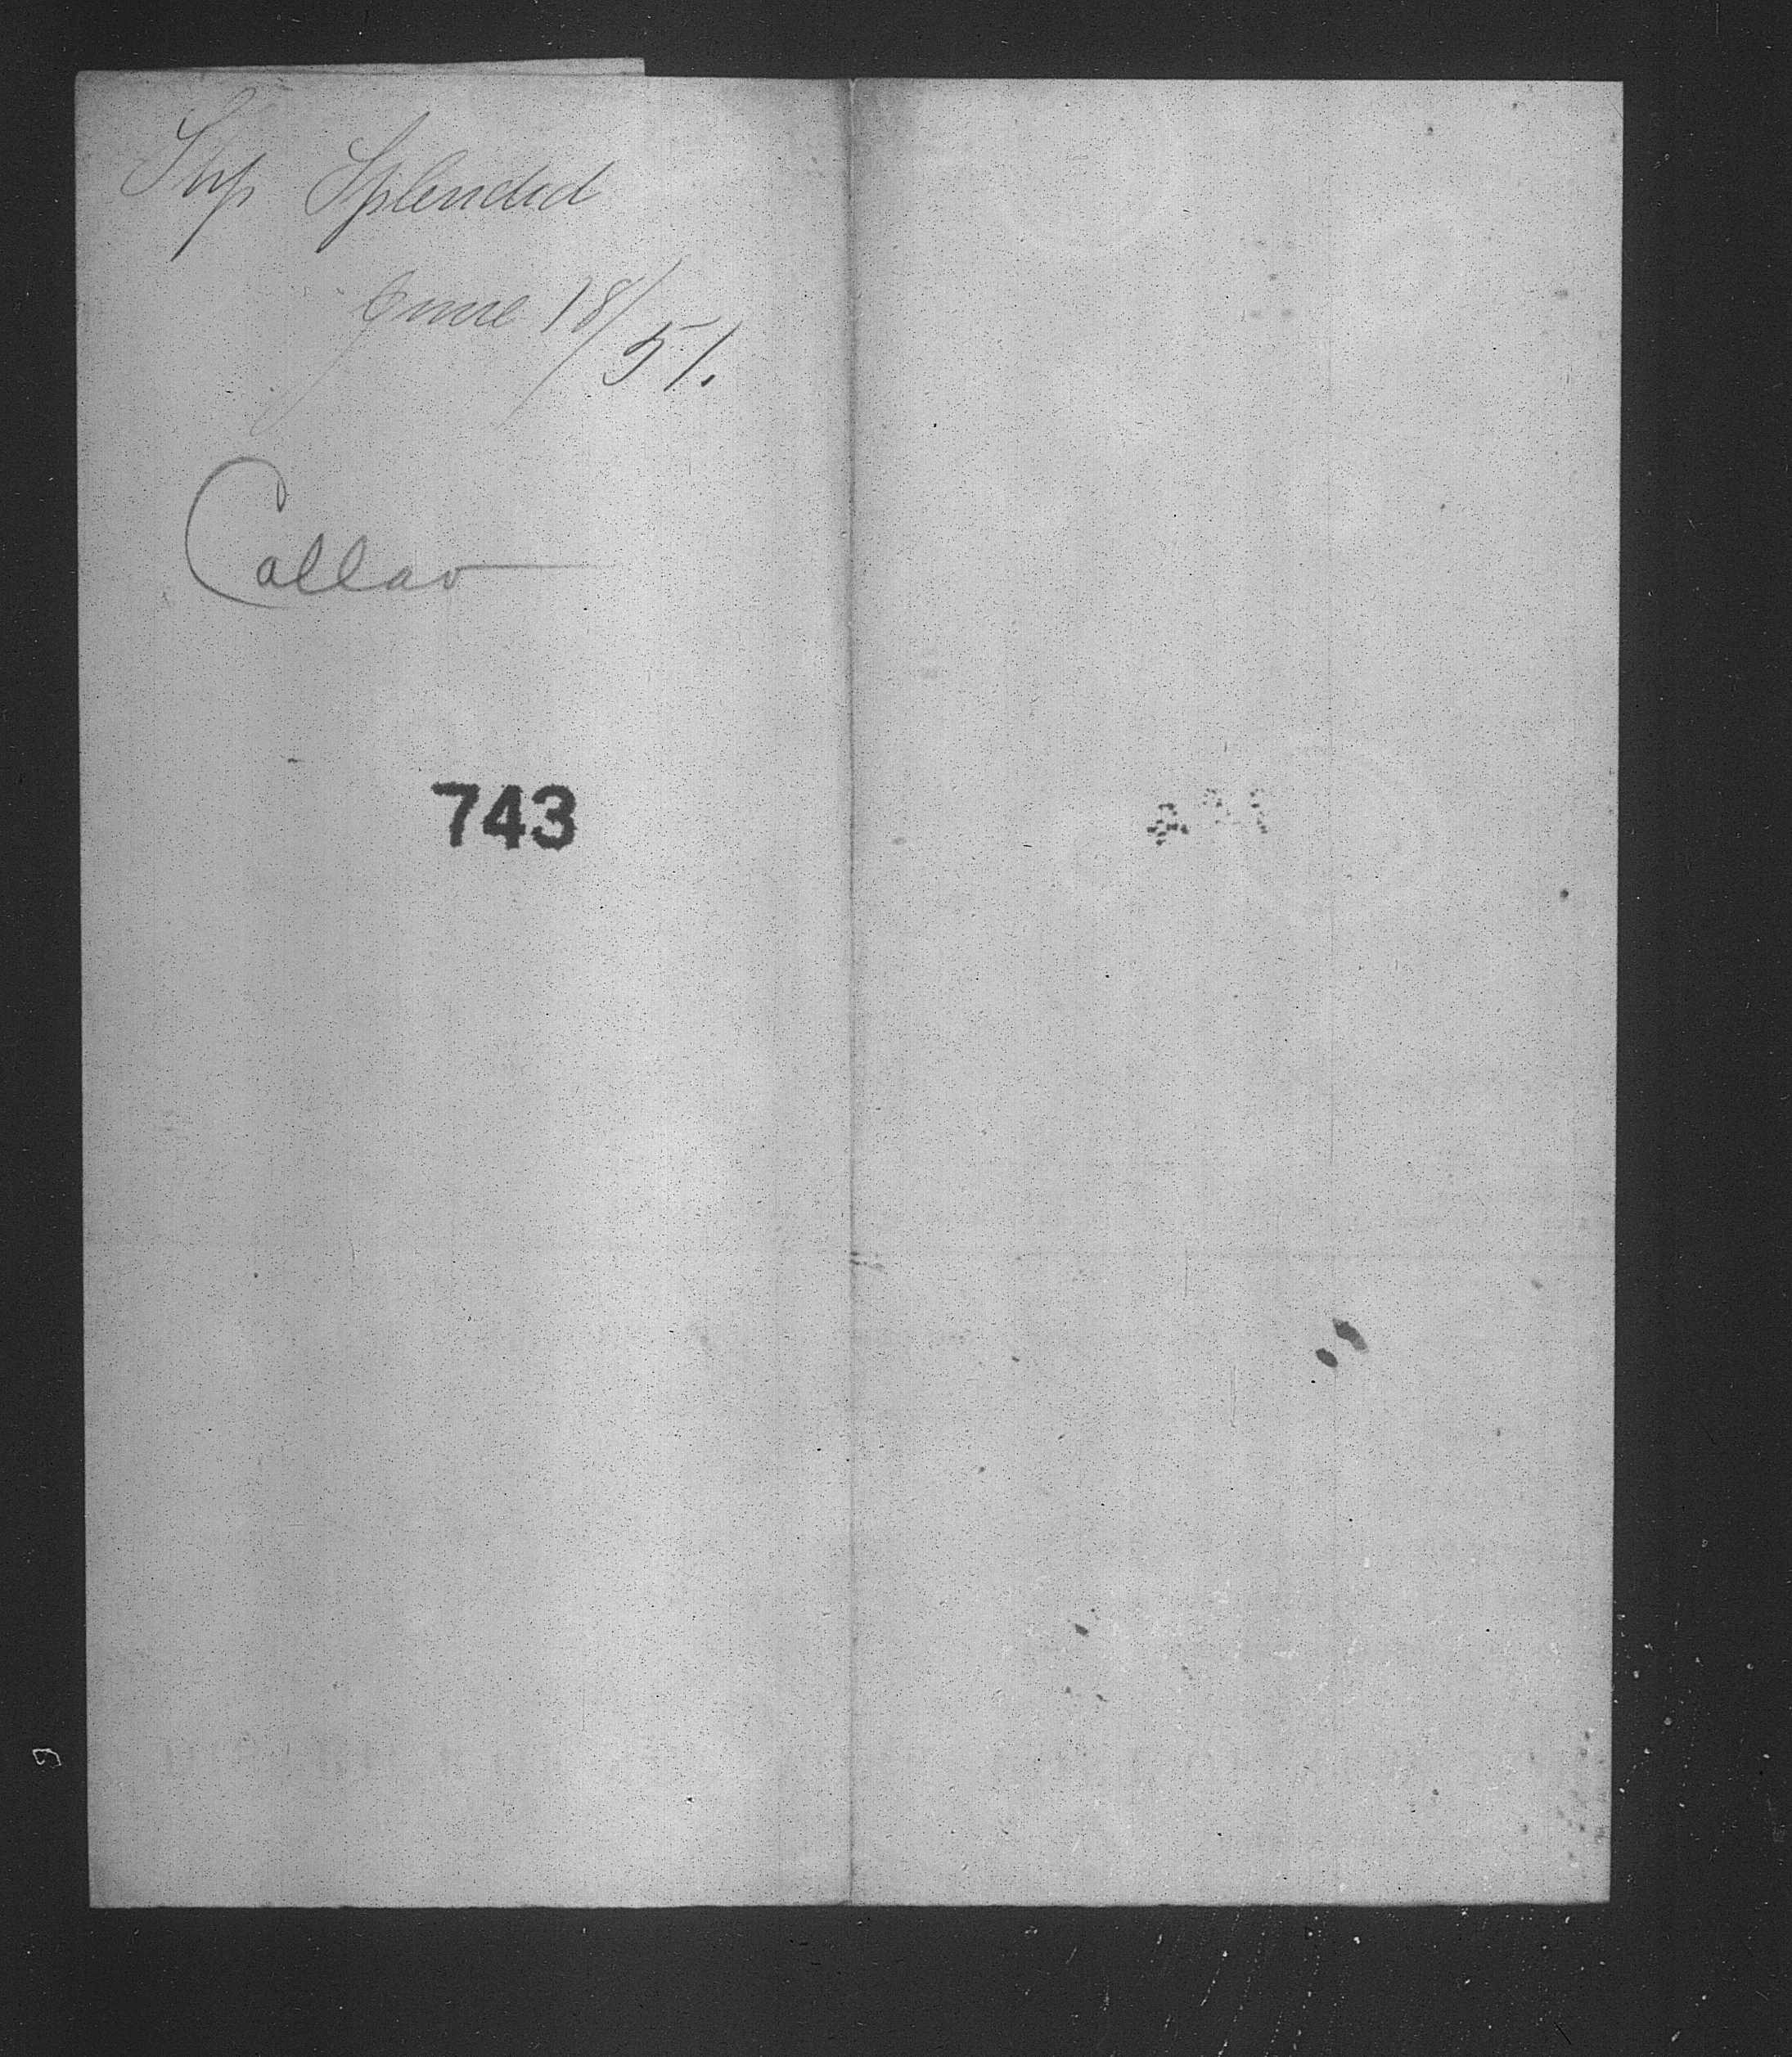 Ship Splendid
June 18/51.
Callao
743